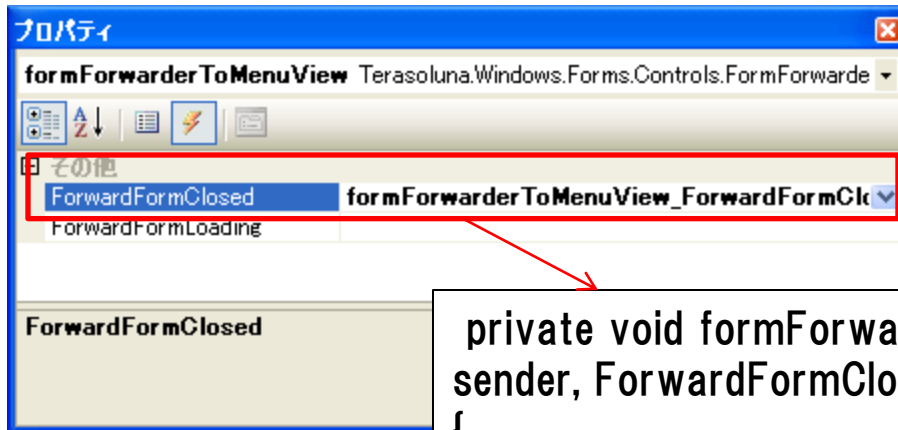 プロパティ
formForwarderToMenuView Terasoluna.Windows.Forms.Controls.FormForwarde
その他
ForwardFormClosed formForwarderToMenuView_ForwardFormClo
ForwardFormLoading
ForwardFormClosed
private void formForwa
sender, ForwardFormClo
{